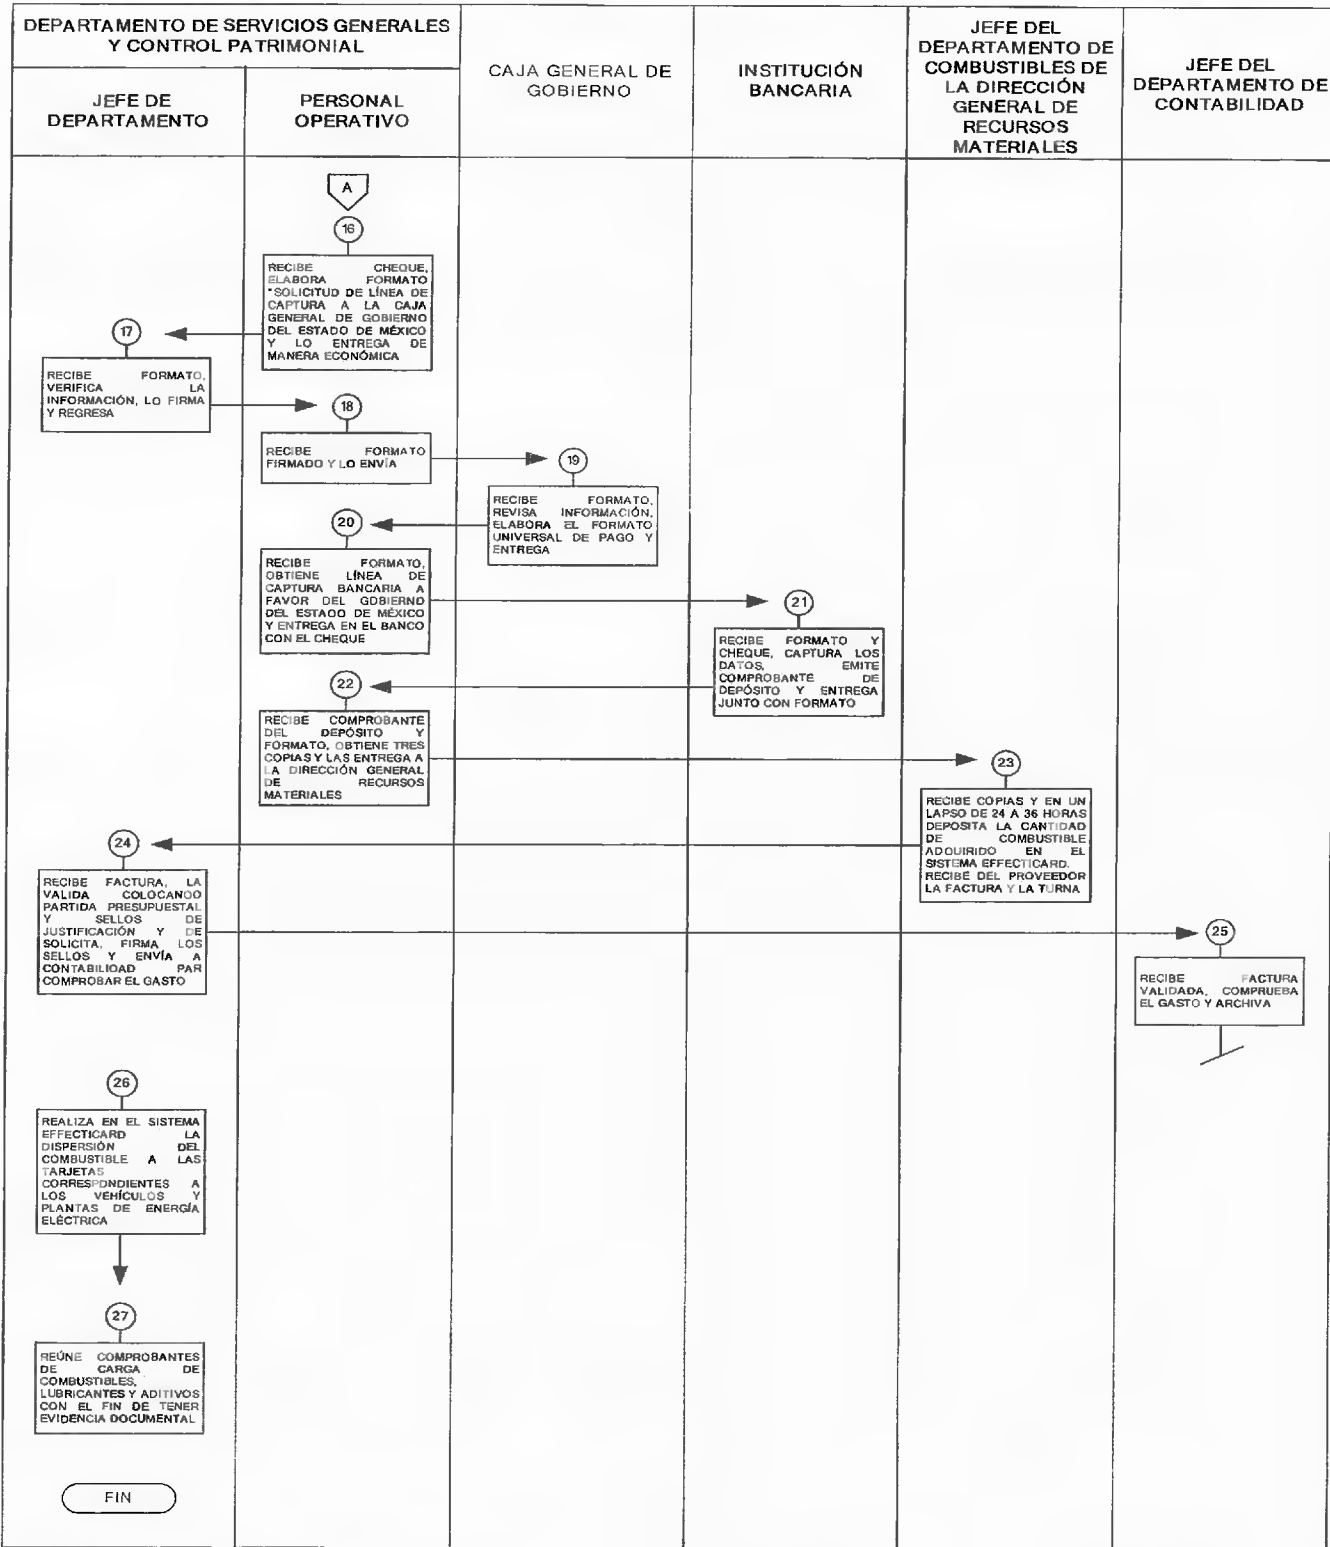 DEPARTAMENTO DE SERVICIOS GENERALES
Y CONTROL PATRIMONIAL
JEFE DE
DEPARTAMENTO
PERSONAL
OPERATIVO
CAJA GENERAL DE
GOBIERNO
INSTITUCIÓN
BANCARIA
JEFE DEL
DEPARTAMENTO DE
COMBUSTIBLES DE
LA DIRECCIÓN
GENERAL DE
RECURSOS
MATERIALES
JEFE DEL
DEPARTAMENTO DE
CONTABILIDAD
A
16
RECIBE CHEQUE,
ELABORA FORMATO
"SOLICITUD DE LÍNEA DE
CAPTURA A LA CAJA
GENERAL DE GOBIERNO
DEL ESTADO DE MÉXICO
Y LO ENTREGA DE
MANERA ECONÓMICA
17
RECIBE FORMATO,
VERIFICA LA
INFORMACIÓN, LO FIRMA
Y REGRESA
18
RECIBE FORMATO
FIRMADO Y LO ENVÍA
19
RECIBE FORMATO,
REVISA INFORMACIÓN,
ELABORA EL FORMATO
UNIVERSAL DE PAGO Y
ENTREGA
20
RECIBE FORMATO,
OBTIENE LÍNEA DE
CAPTURA BANCARIA A
FAVOR DEL GOBIERNO
DEL ESTADO DE MÉXICO
Y ENTREGA EN EL BANCO
CON EL CHEQUE
21
RECIBE FORMATO Y
CHEQUE, CAPTURA LOS
DATOS, EMITE
COMPROBANTE DE
DEPÓSITO Y ENTREGA
JUNTO CON FORMATO
22
RECIBE COMPROBANTE
DEL DEPÓSITO Y
FORMATO, OBTIENE TRES
COPIAS Y LAS ENTREGA A
LA DIRECCIÓN GENERAL
DE RECURSOS
MATERIALES
23
RECIBE COPIAS Y EN UN
LAPSO DE 24 A 36 HORAS
DEPOSITA LA CANTIDAD
DE COMBUSTIBLE
ADQUIRIDO EN EL
SISTEMA EFFECTICARD.
RECIBE DEL PROVEEDOR
LA FACTURA Y LA TURNA
24
RECIBE FACTURA, LA
VALIDA COLOCANDO
PARTIDA PRESUPUESTAL
Y SELLOS DE
JUSTIFICACIÓN Y DE
SOLICITA, FIRMA LOS
SELLOS Y ENVÍA A
CONTABILIDAD PAR
COMPROBAR EL GASTO
25
RECIBE FACTURA
VALIDADA, COMPRUEBA
EL GASTO Y ARCHIVA
26
REALIZA EN EL SISTEMA
EFFECTICARD LA
DISPERSIÓN DEL
COMBUSTIBLE A LAS
TARJETAS
CORRESPONDIENTES A
LOS VEHÍCULOS Y
PLANTAS DE ENERGÍA
ELÉCTRICA
27
REÚNE COMPROBANTES
DE CARGA DE
COMBUSTIBLES,
LUBRICANTES Y ADITIVOS
CON EL FIN DE TENER
EVIDENCIA DOCUMENTAL
FIN